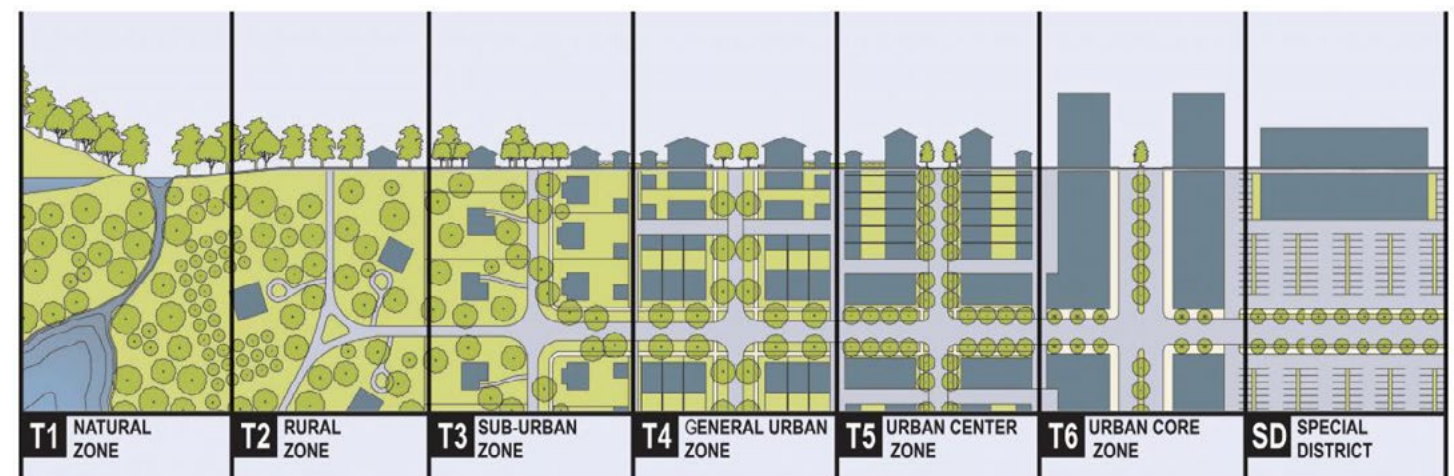 T1 NATURAL
ZONE
T2 RURAL
ZONE
T3 SUB-URBAN
ZONE
T4 GENERAL URBAN
ZONE
T5 URBAN CENTER
ZONE
T6 URBAN CORE
ZONE
SD SPECIAL
DISTRICT